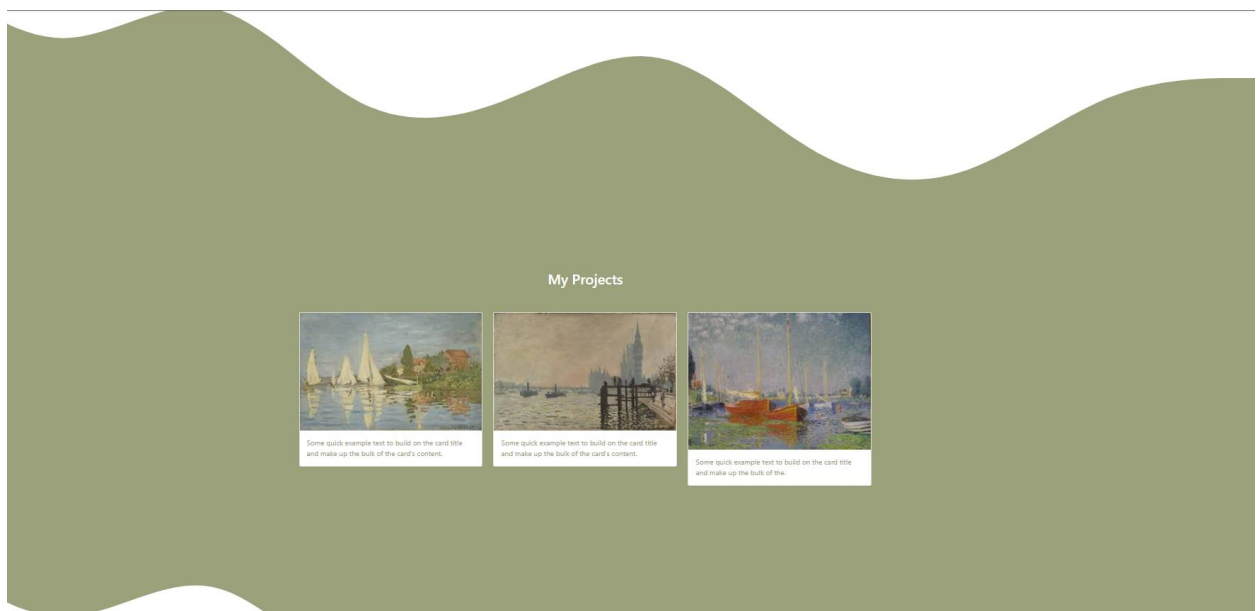 My Projects
Some quick example text to build on the card title
and make up the bulk of the card's content.
Some quick example text to build on the card title
and make up the bulk of the card's content.
Some quick example text to build on the card title
and make up the bulk of the.